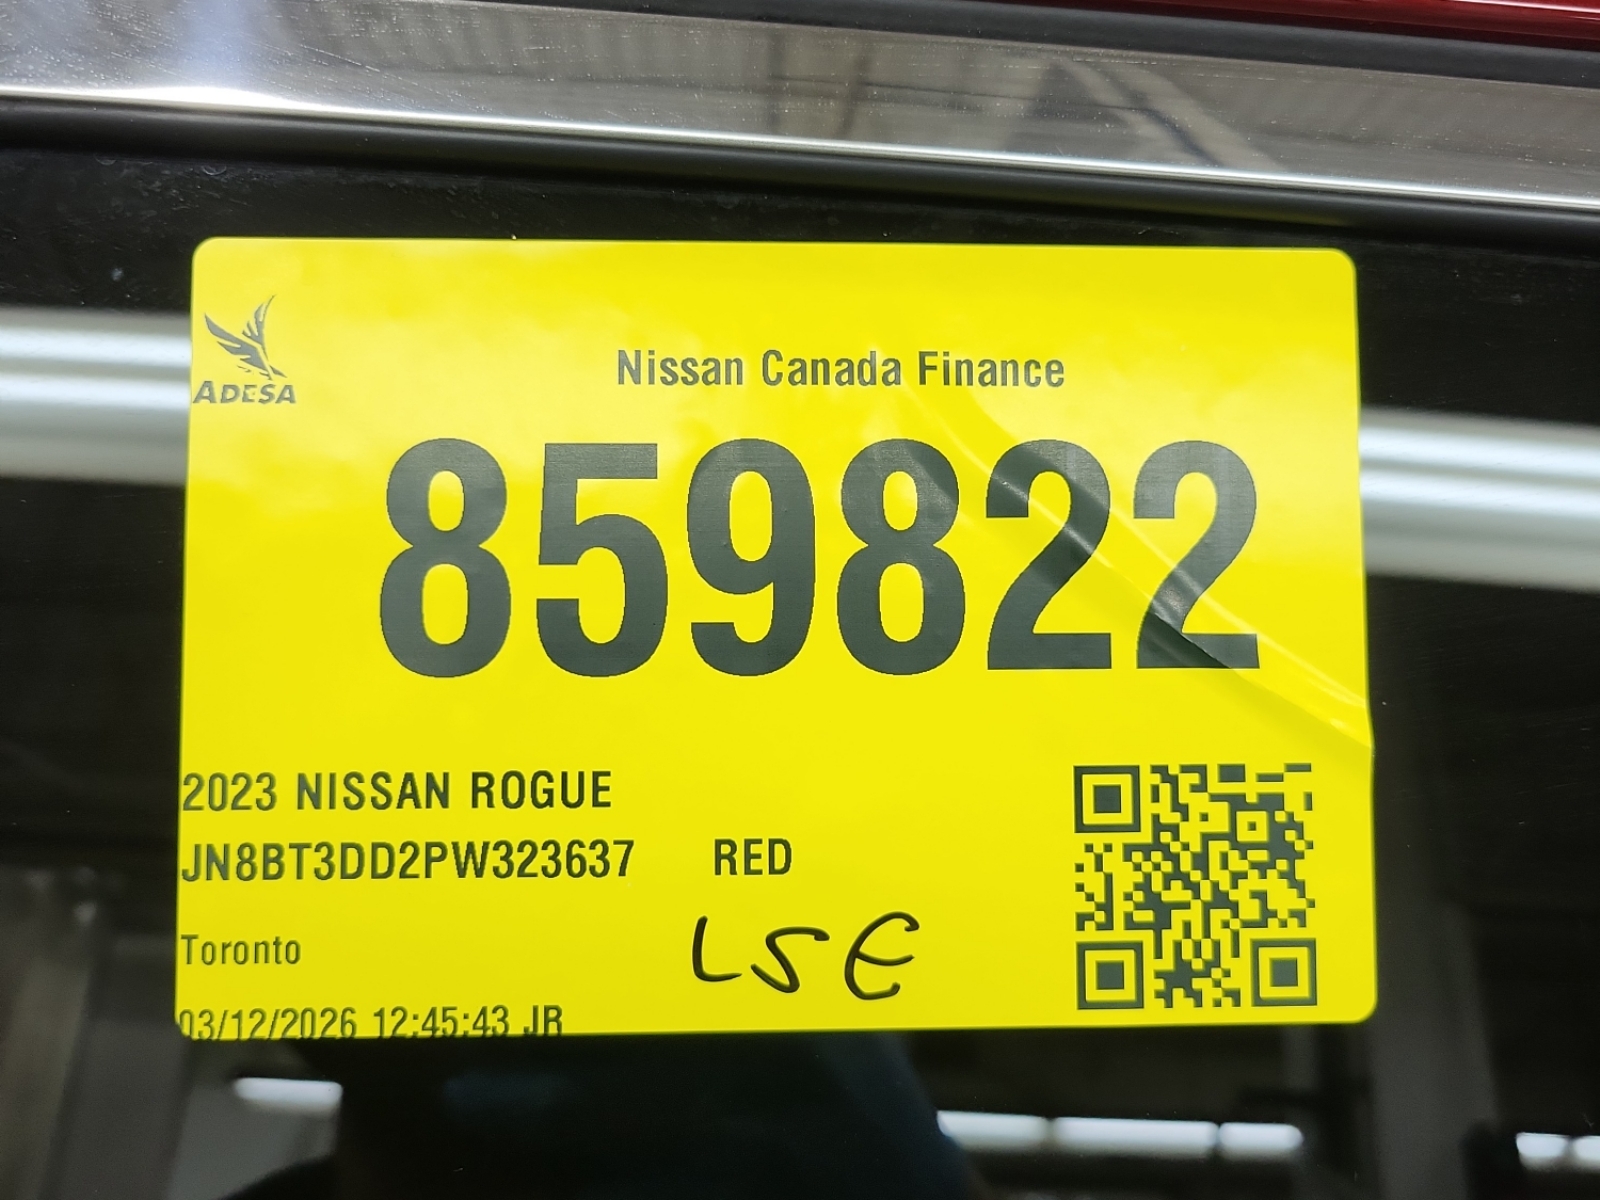 ADESA
Nissan Canada Finance
859822
2023 NISSAN ROGUE
JN8BT3DD2PW323637 RED
LSE
Toronto
03/12/2026 12:45:43 JR